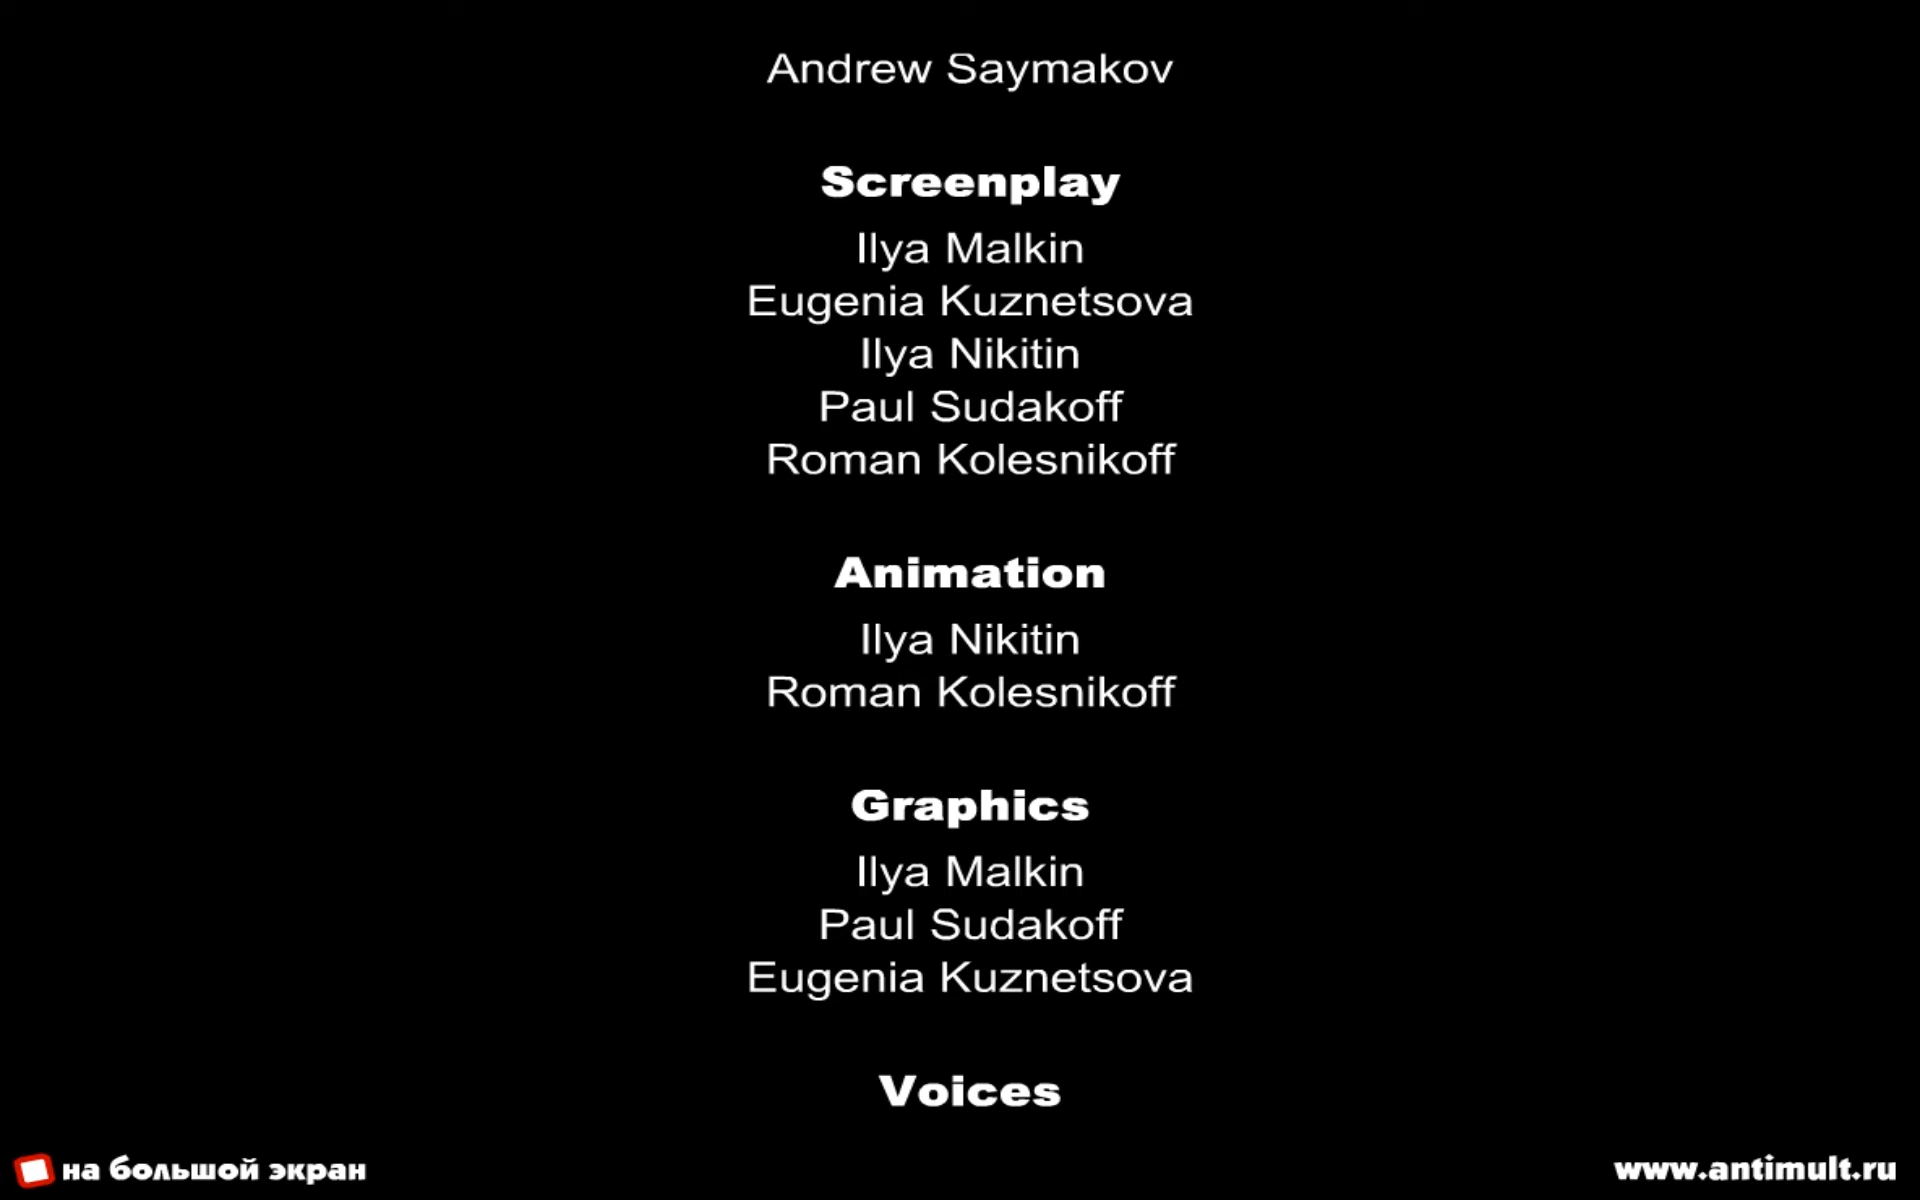 Andrew Saymakov
Screenplay
Ilya Malkin
Eugenia Kuznetsova
Ilya Nikitin
Paul Sudakoff
Roman Kolesnikoff
Animation
Ilya Nikitin
Roman Kolesnikoff
Graphics
Ilya Malkin
Paul Sudakoff
Eugenia Kuznetsova
Voices
на большой экран
www.antimult.ru